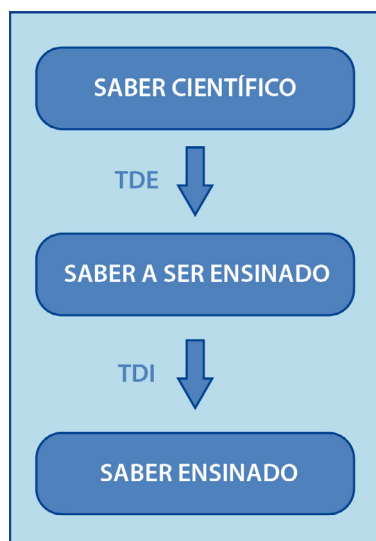 SABER CIENTÍFICO
TDE
SABER A SER ENSINADO
TDI
SABER ENSINADO